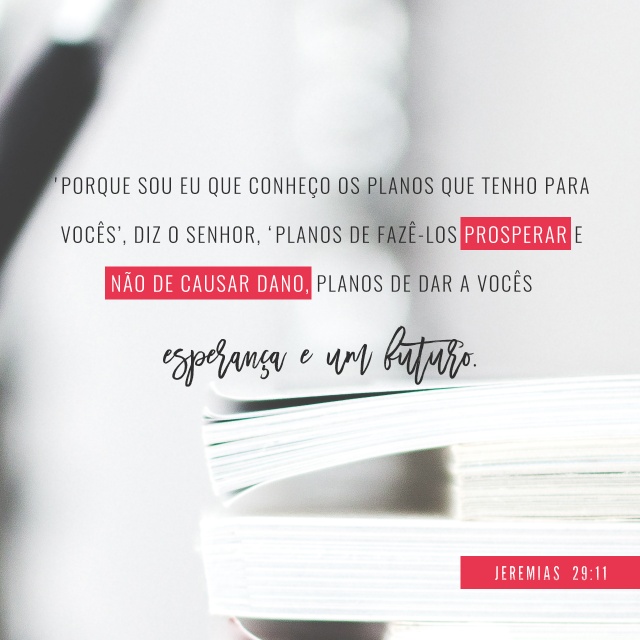 'PORQUE SOU EU QUE CONHEÇO OS PLANOS QUE TENHO PARA
VOCÊS’, DIZ O SENHOR, ‘PLANOS DE FAZÊ-LOS PROSPERAR E
NÃO DE CAUSAR DANO, PLANOS DE DAR A VOCÊS
esperança e um futuro.
JEREMIAS 29:11